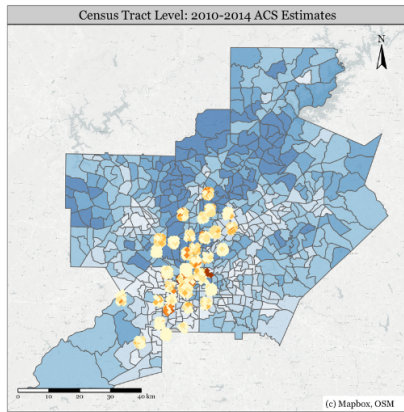 Census Tract Level: 2010-2014 ACS Estimates
N
0 10 20 30 40 km
(c) Mapbox, OSM